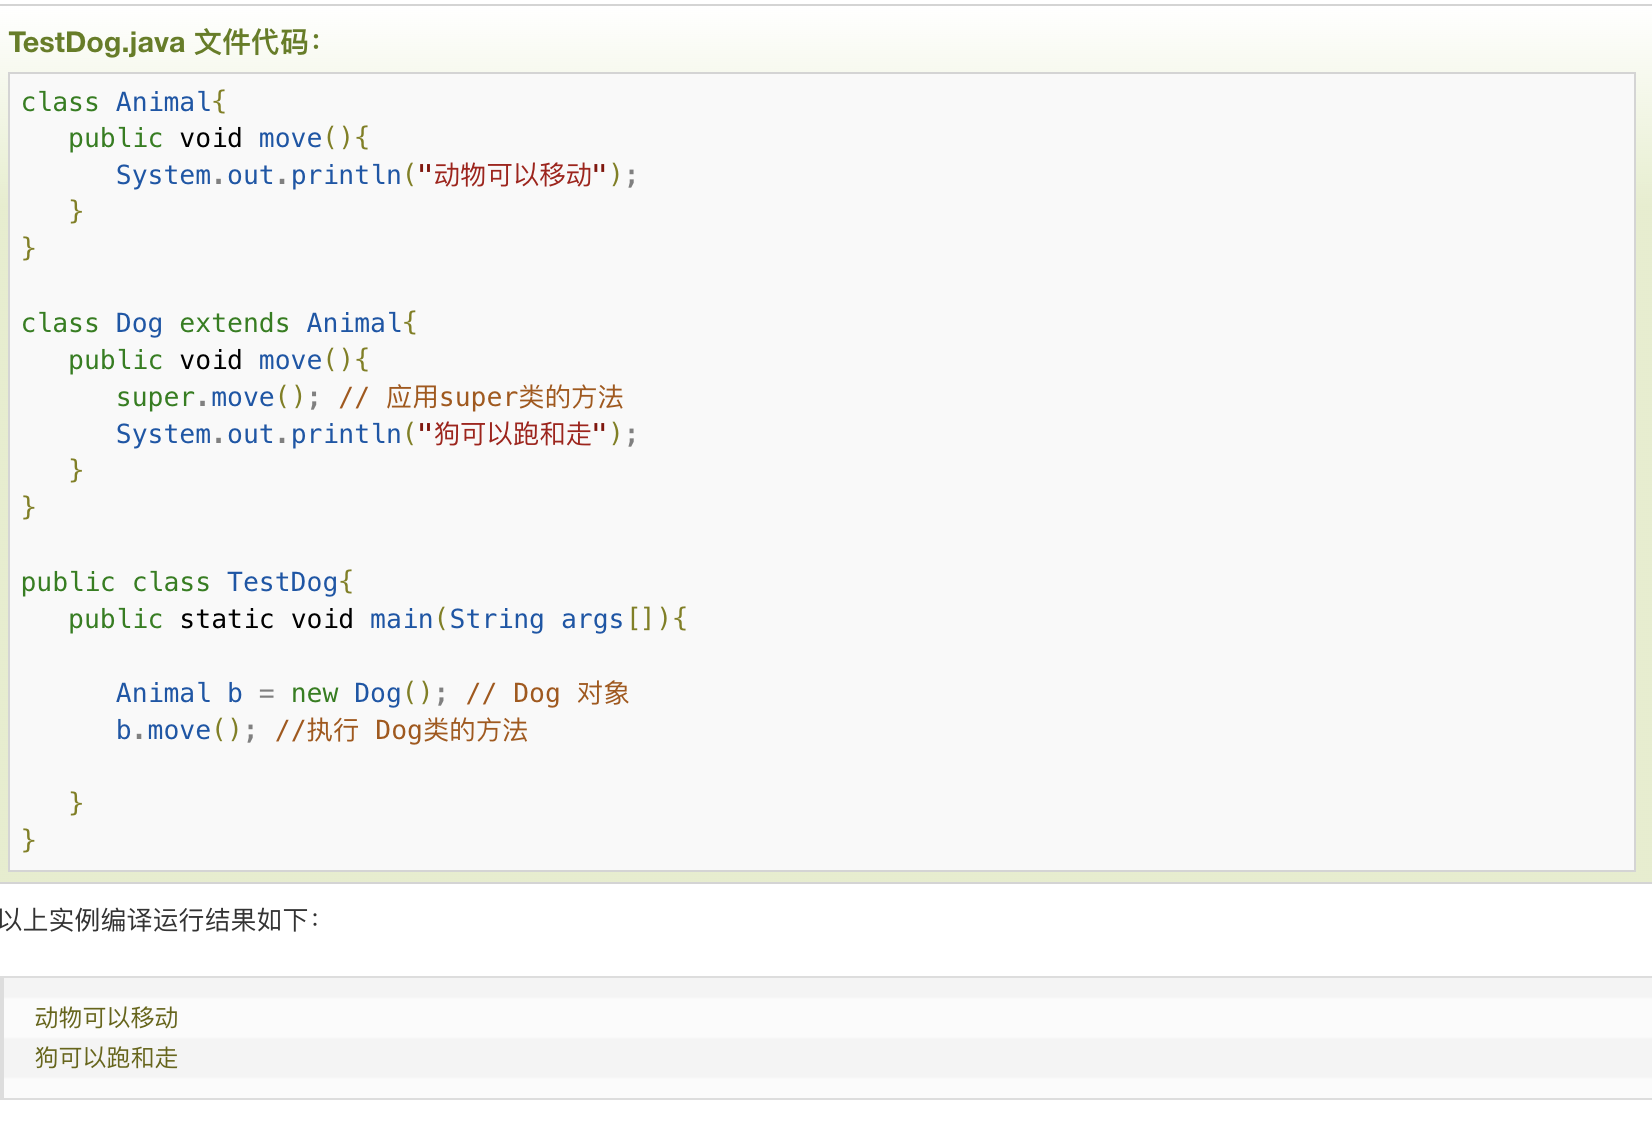 TestDog.java 文件代码：
class Animal{
   public void move(){
      System.out.println("动物可以移动");
   }
}

class Dog extends Animal{
   public void move(){
      super.move(); // 应用super类的方法
      System.out.println("狗可以跑和走");
   }
}

public class TestDog{
   public static void main(String args[]){

      Animal b = new Dog(); // Dog 对象
      b.move(); //执行 Dog类的方法

   }
}
以上实例编译运行结果如下：
动物可以移动
狗可以跑和走